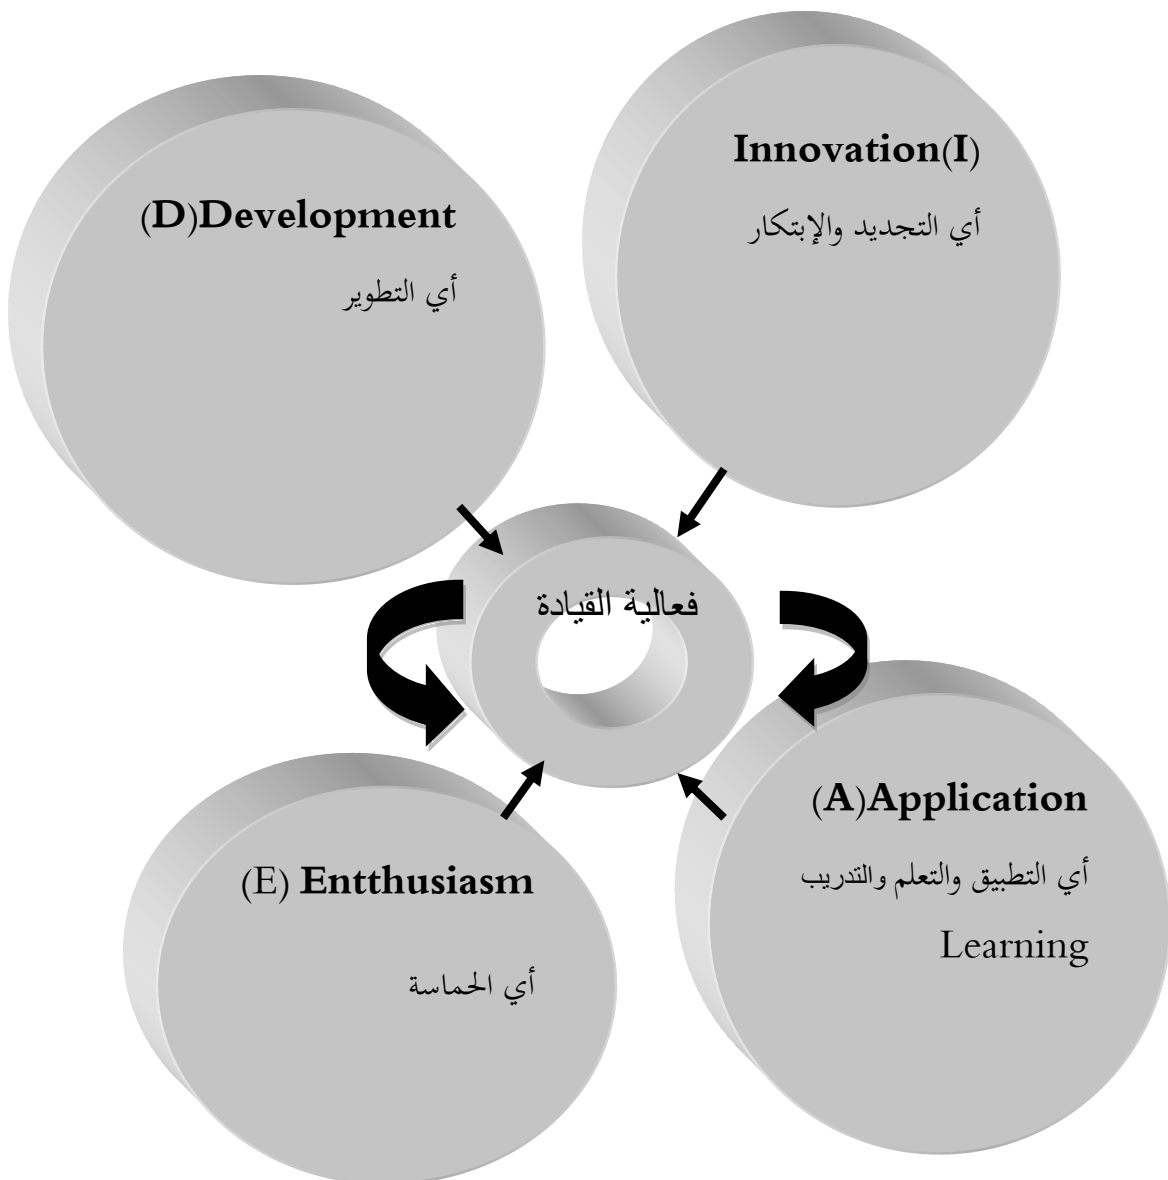 Innovation(I)
أي التجديد والإبتكار
(D)Development
أي التطوير
فعالية القيادة
(A)Application
أي التطبيق والتعلم والتدريب
Learning
(E) Entthusiasm
أي الحماسة